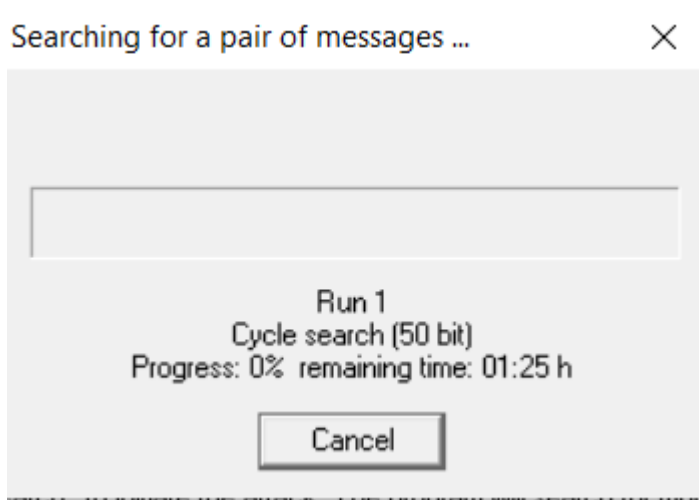 Searching for a pair of messages ...
Run 1
Cycle search (50 bit)
Progress: 0% remaining time: 01:25 h
Cancel